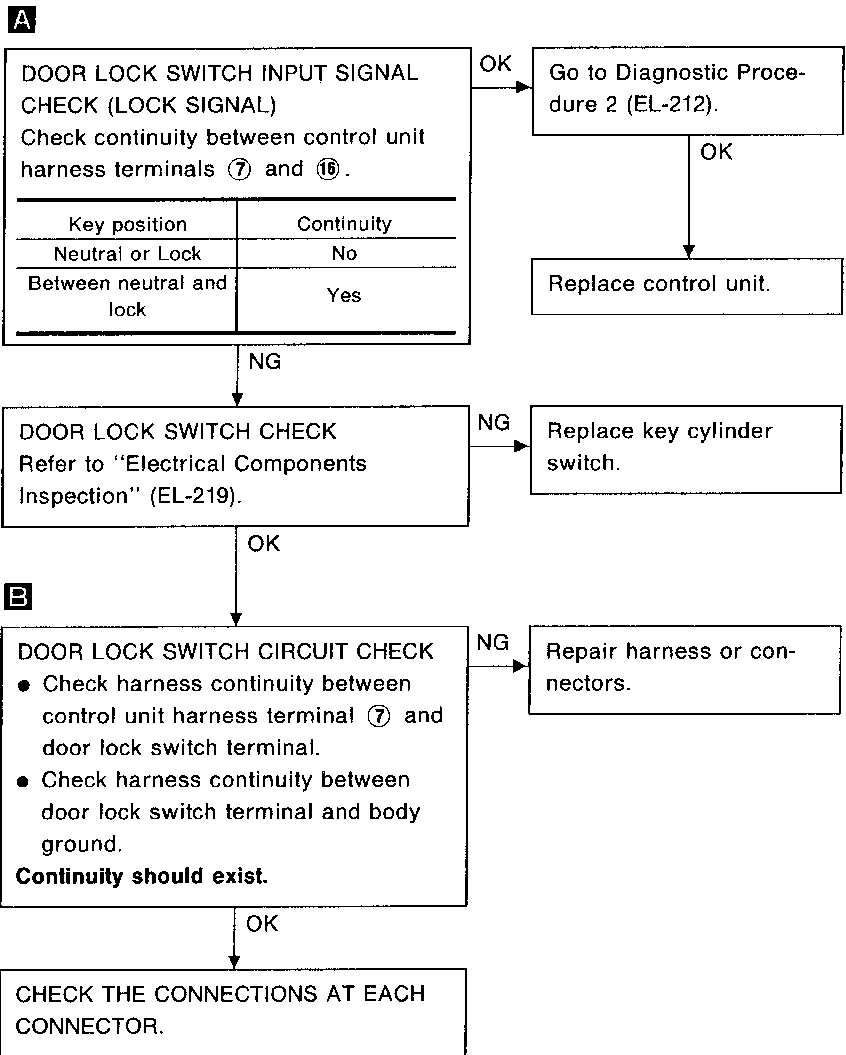 A
DOOR LOCK SWITCH INPUT SIGNAL
CHECK (LOCK SIGNAL)
Check continuity between control unit
harness terminals ⑦ and ⑯.
Key position Continuity
Neutral or Lock No
Between neutral and
lock
Yes
NG
OK
Go to Diagnostic Proce-
dure 2 (EL-212).
OK
Replace control unit.
DOOR LOCK SWITCH CHECK
Refer to "Electrical Components
Inspection" (EL-219).
NG
Replace key cylinder
switch.
OK
B
DOOR LOCK SWITCH CIRCUIT CHECK
● Check harness continuity between
control unit harness terminal ⑦ and
door lock switch terminal.
● Check harness continuity between
door lock switch terminal and body
ground.
Continuity should exist.
NG
Repair harness or con-
nectors.
OK
CHECK THE CONNECTIONS AT EACH
CONNECTOR.